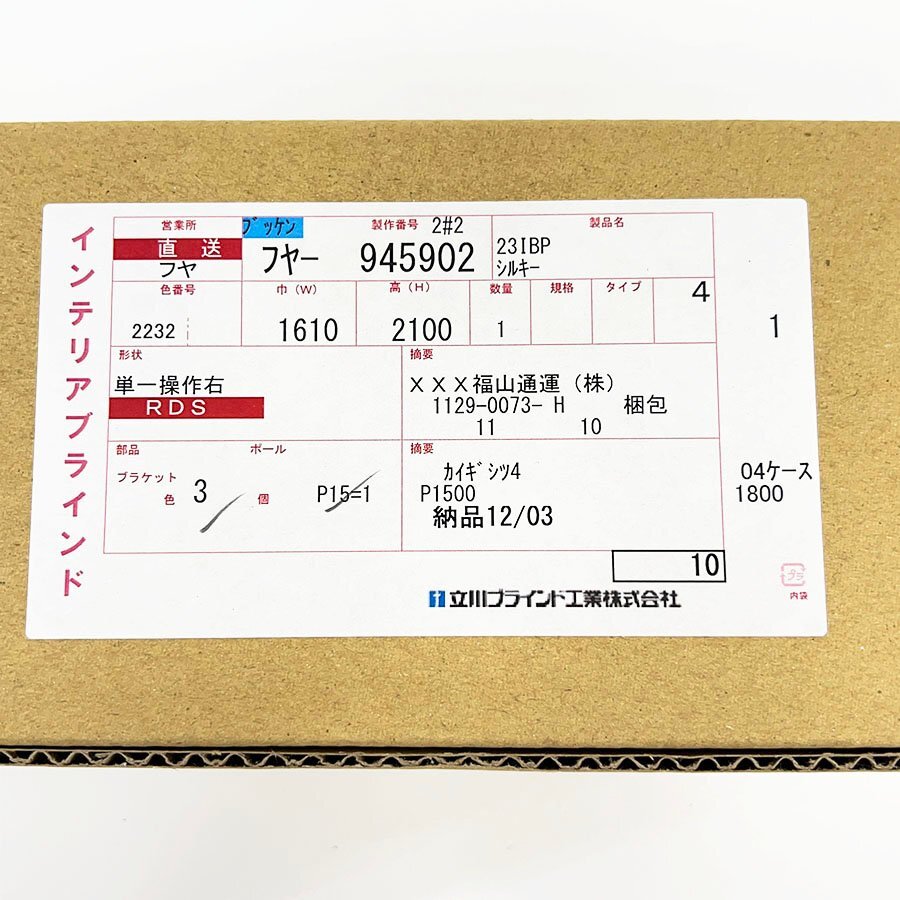 インテリアブラインド
営業所
直送
フヤ
ブッケン
フヤー
製作番号 2#2
945902
製品名
23IBP
シルキー
色番号
2232
巾(W)
1610
高(H)
2100
数量
1
規格
タイプ
4
1
形状
単一操作右
RDS
摘要
×××福山通運(株)
1129-0073- H 梱包
11 10
部品
ポール
ブラケット
色 3 個 P15=1
摘要
カイギシツ4
P1500
納品12/03
04ケース
1800
10
立川ブラインド工業株式会社
プラ
内袋